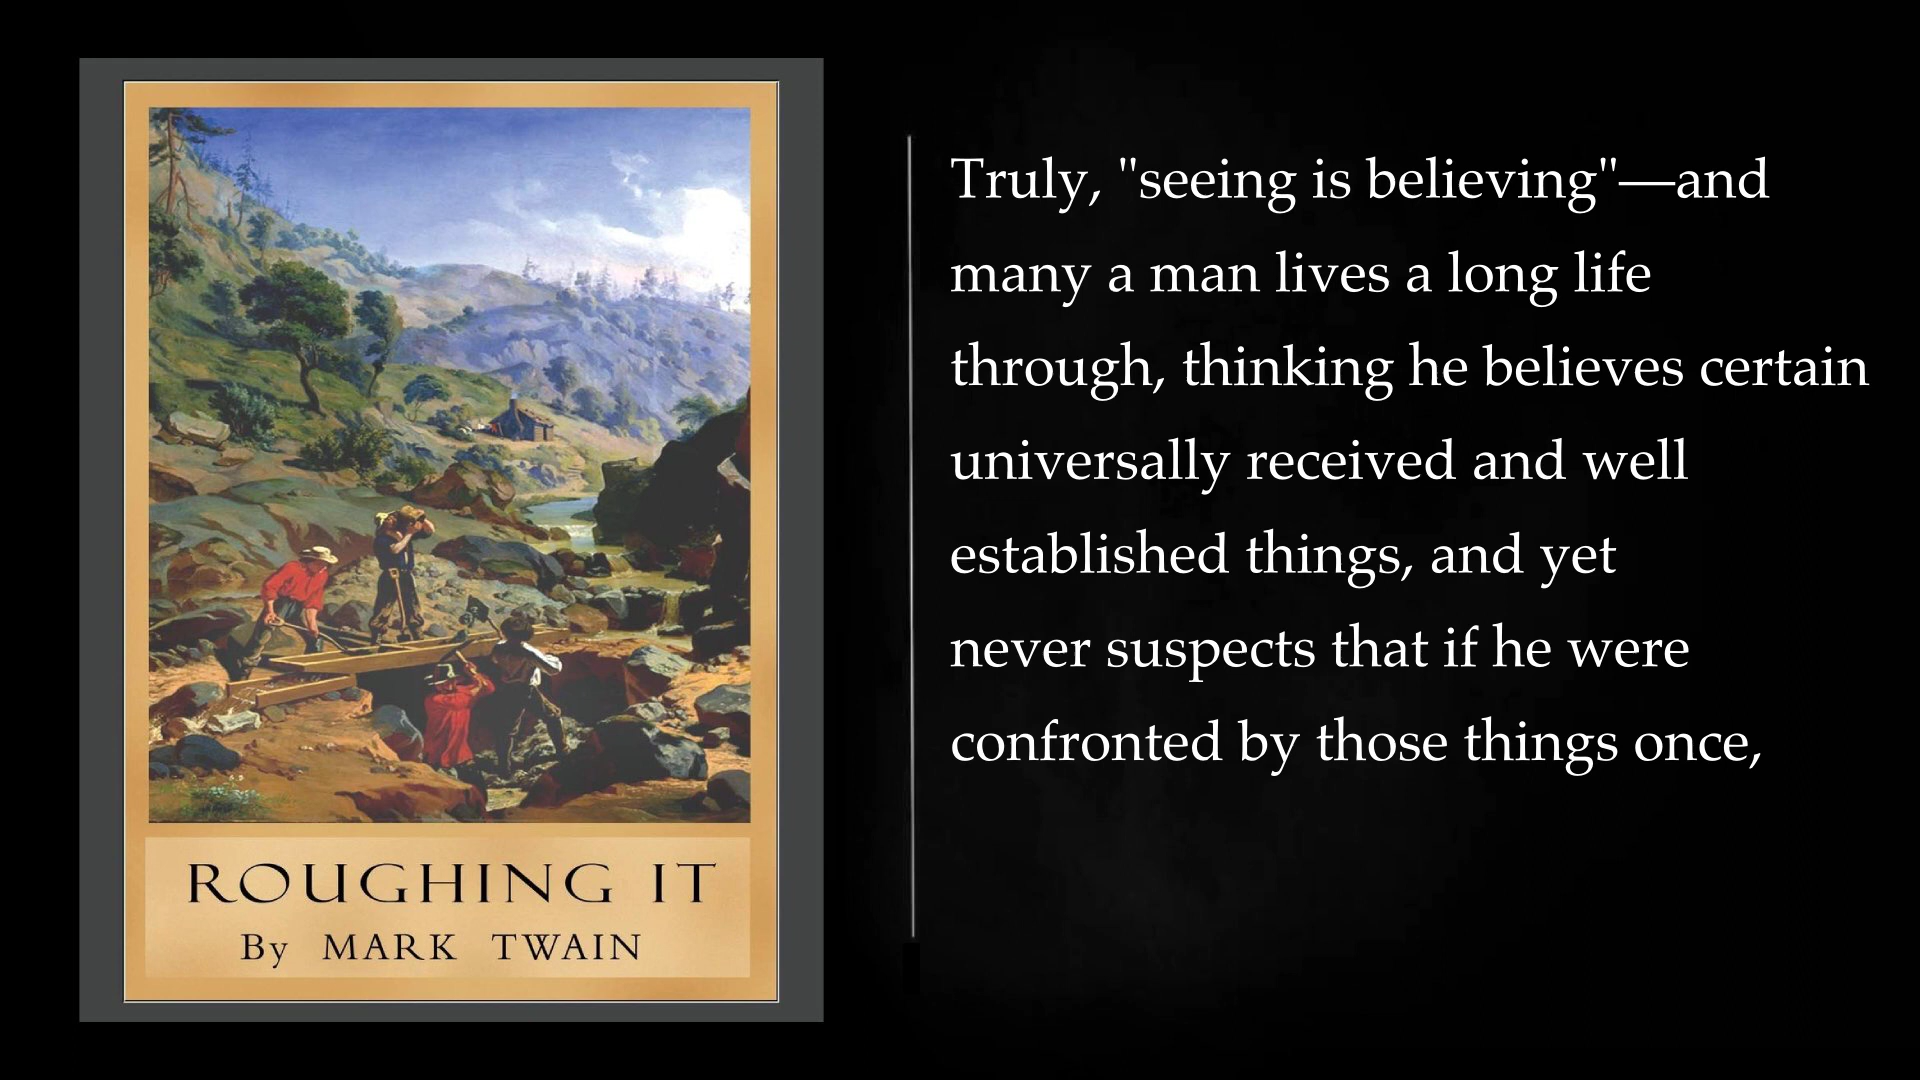 ROUGHING IT
By MARK TWAIN
Truly, "seeing is believing"—and
many a man lives a long life
through, thinking he believes certain
universally received and well
established things, and yet
never suspects that if he were
confronted by those things once,